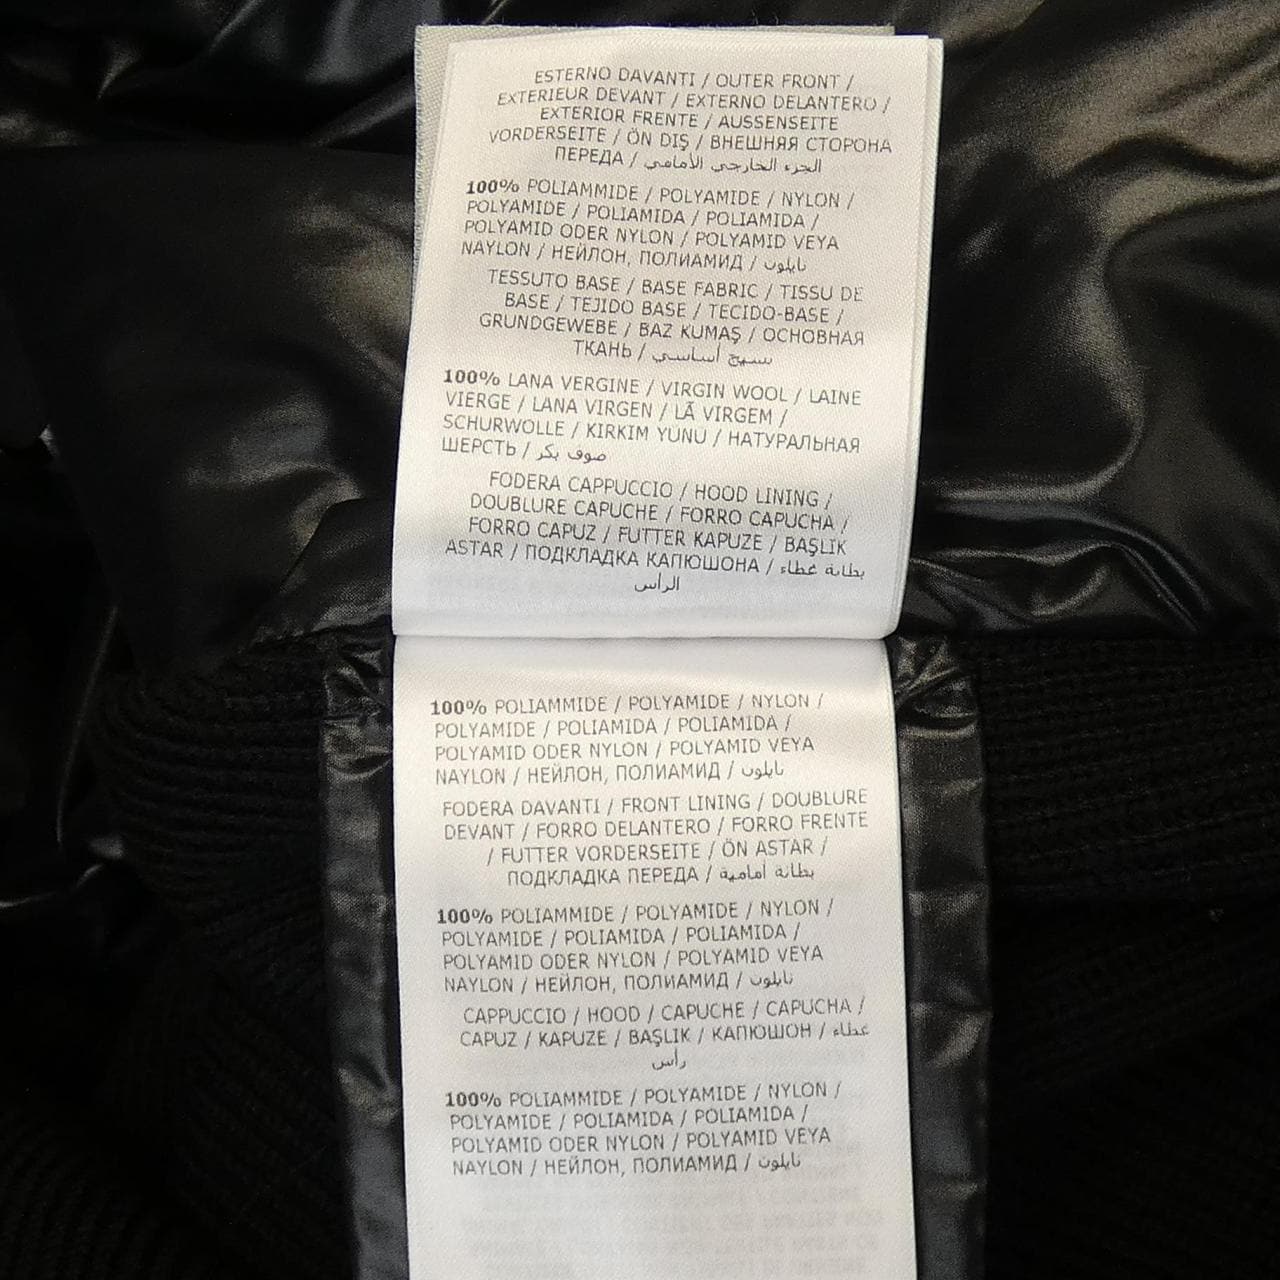 ESTERNO DAVANTI / OUTER FRONT /
EXTERIEUR DEVANT / EXTERNO DELANTERO /
EXTERIOR FRENTE / AUSSENSEITE
VORDERSEITE / ÖN DIŞ / ВНЕШНЯЯ СТОРОНА
ПЕРЕДА / الجزء الخارجي الأمامي
100% POLIAMMIDE / POLYAMIDE / NYLON /
POLYAMIDE / POLIAMIDA / POLIAMIDA /
POLYAMID ODER NYLON / POLYAMID VEYA
NAYLON / НЕЙЛОН, ПОЛИАМИД / نايلون
TESSUTO BASE / BASE FABRIC / TISSU DE
BASE / TEJIDO BASE / TECIDO-BASE /
GRUNDGEWEBE / BAZ KUMAŞ / ОСНОВНАЯ
ТКАНЬ / نسيج أساسي
100% LANA VERGINE / VIRGIN WOOL / LAINE
VIERGE / LANA VIRGEN / LÃ VIRGEM /
SCHURWOLLE / KIRKIM YÜNÜ / НАТУРАЛЬНАЯ
ШЕРСТЬ / صوف بكر
FODERA CAPPUCCIO / HOOD LINING /
DOUBLURE CAPUCHE / FORRO CAPUCHA /
FORRO CAPUZ / FUTTER KAPUZE / BAŞLIK
ASTAR / ПОДКЛАДКА КАПЮШОНА / بطانة غطاء
الرأس
100% POLIAMMIDE / POLYAMIDE / NYLON /
POLYAMIDE / POLIAMIDA / POLIAMIDA /
POLYAMID ODER NYLON / POLYAMID VEYA
NAYLON / НЕЙЛОН, ПОЛИАМИД / نايلون
FODERA DAVANTI / FRONT LINING / DOUBLURE
DEVANT / FORRO DELANTERO / FORRO FRENTE
/ FUTTER VORDERSEITE / ÖN ASTAR /
ПОДКЛАДКА ПЕРЕДА / بطانة أمامية
100% POLIAMMIDE / POLYAMIDE / NYLON /
POLYAMIDE / POLIAMIDA / POLIAMIDA /
POLYAMID ODER NYLON / POLYAMID VEYA
NAYLON / НЕЙЛОН, ПОЛИАМИД / نايلون
CAPPUCCIO / HOOD / CAPUCHE / CAPUCHA /
CAPUZ / KAPUZE / BAŞLIK / КАПЮШОН / غطاء
رأس
100% POLIAMMIDE / POLYAMIDE / NYLON /
POLYAMIDE / POLIAMIDA / POLIAMIDA /
POLYAMID ODER NYLON / POLYAMID VEYA
NAYLON / НЕЙЛОН, ПОЛИАМИД / نايلون